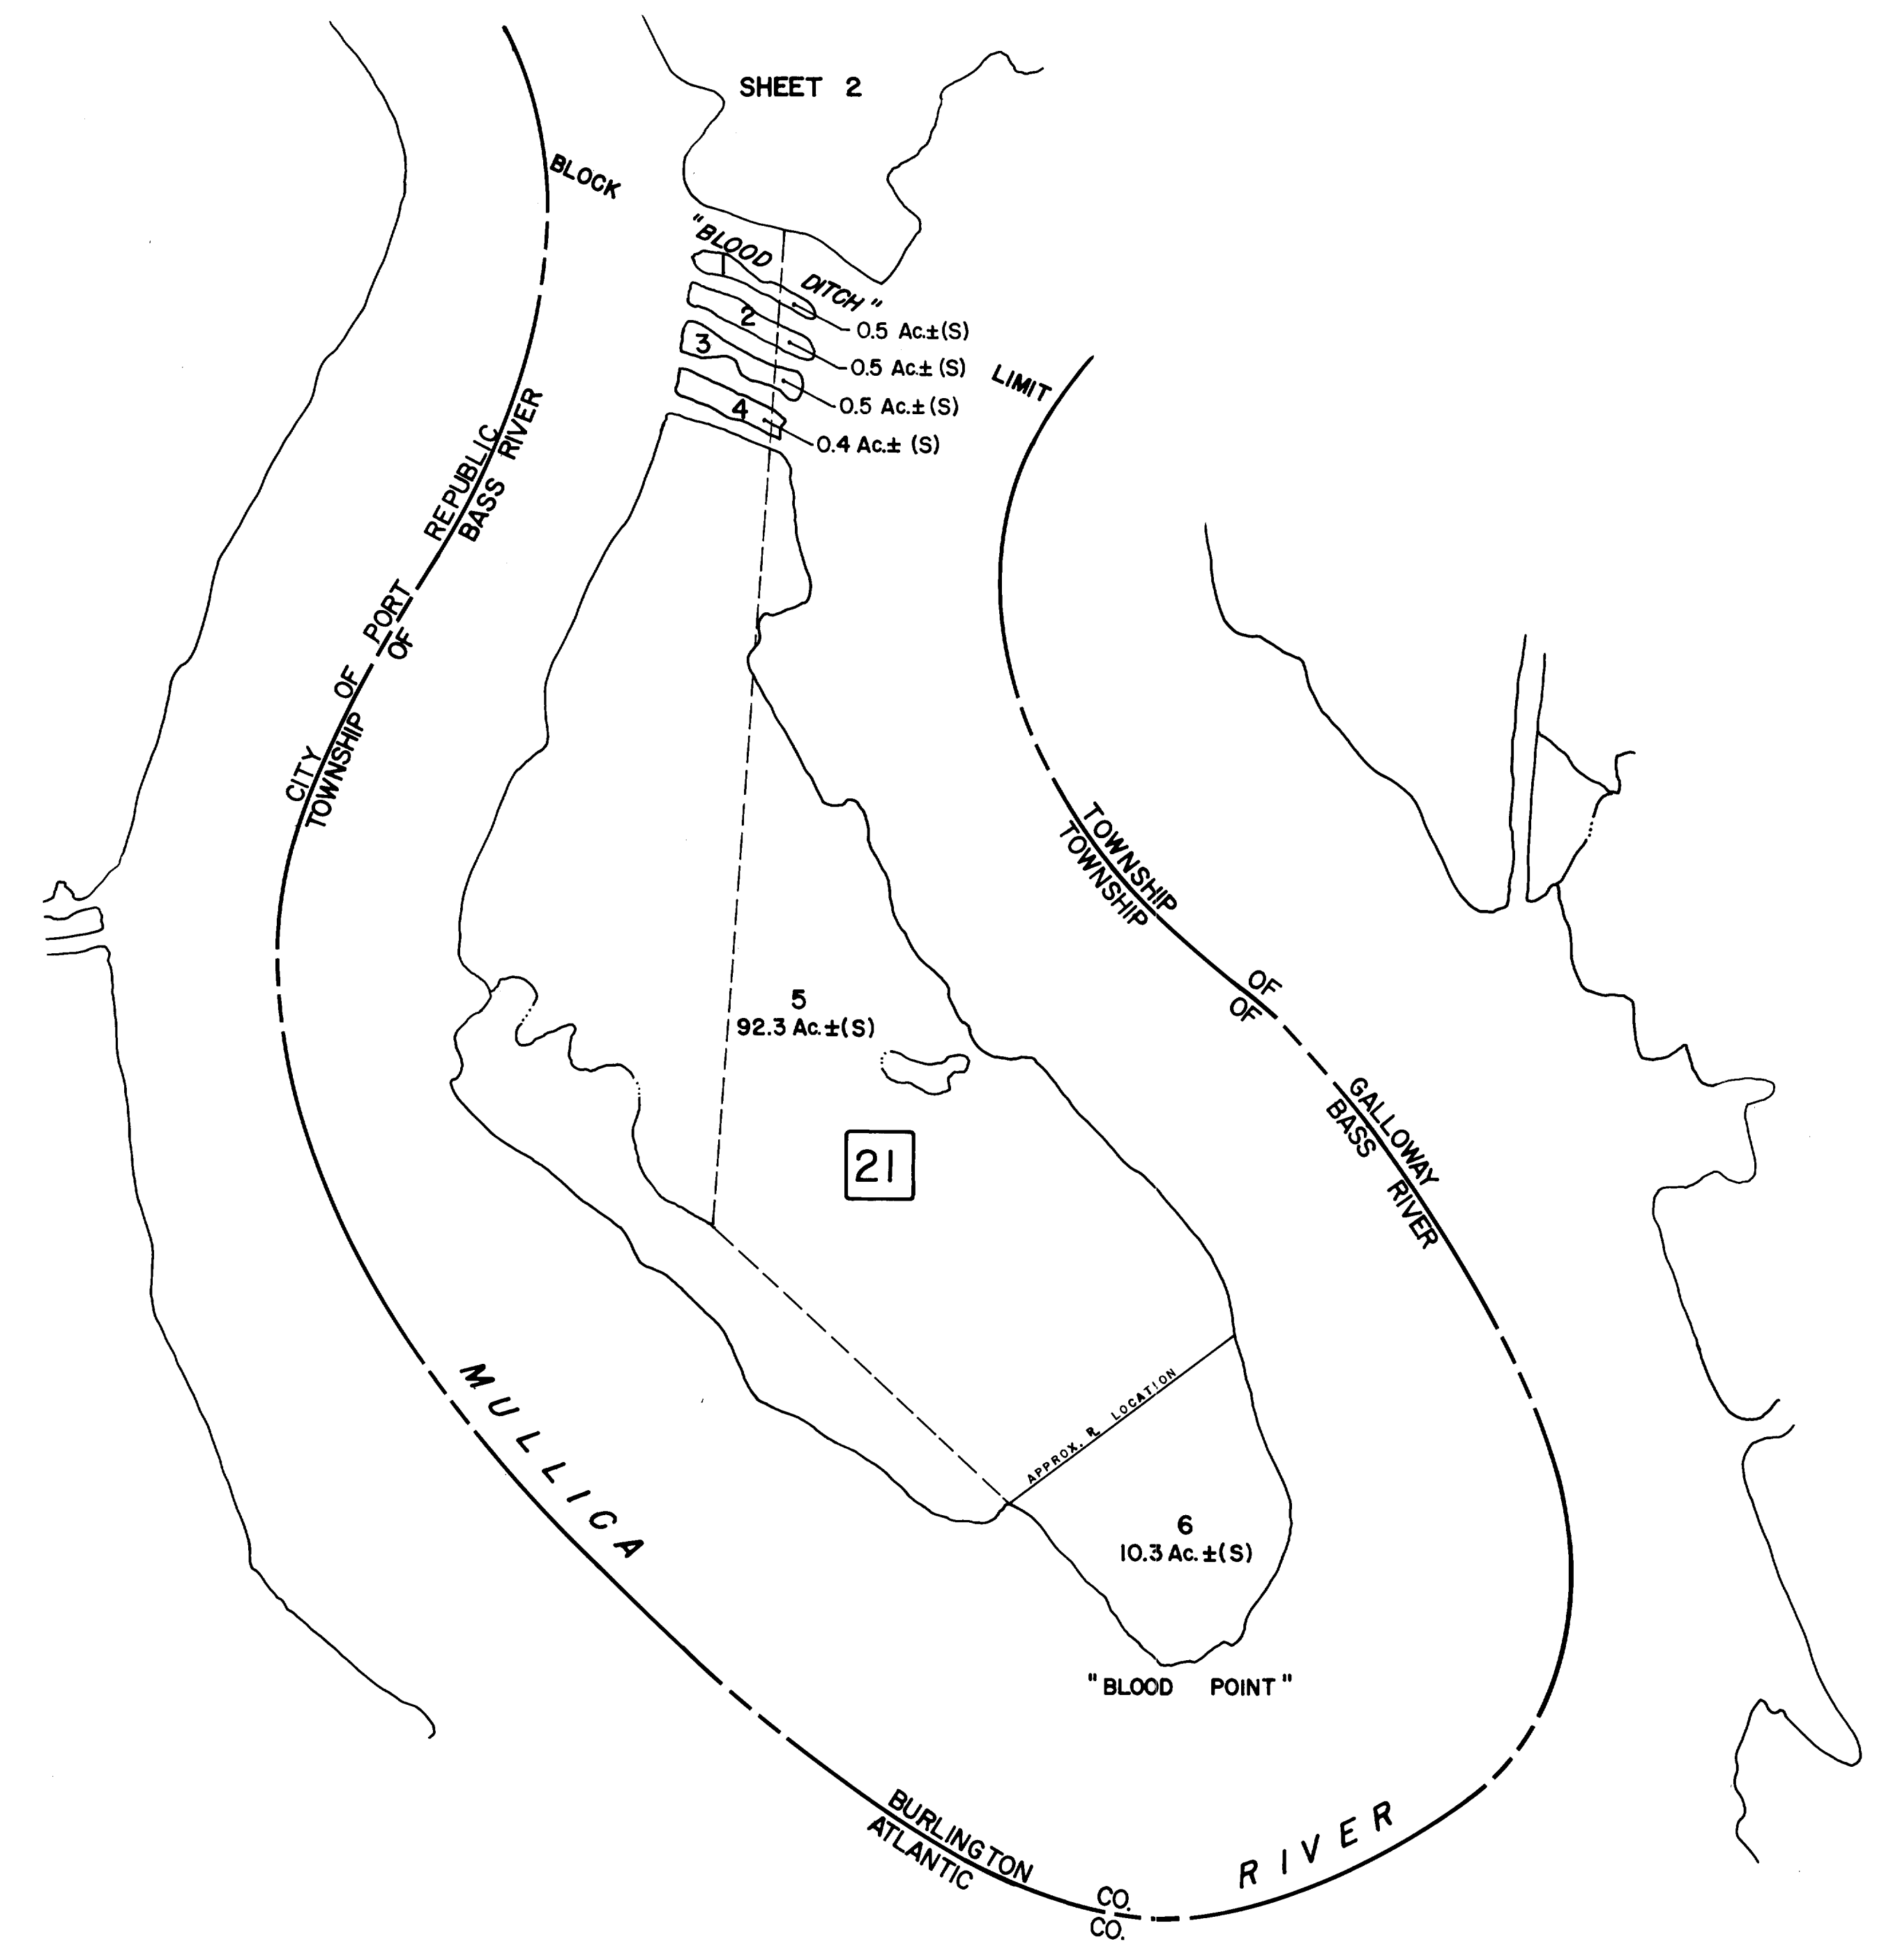 SHEET 2
BLOCK LIMIT
"BLOOD DITCH"
1
0.5 Ac.±(S)
2
0.5 Ac.± (S)
3
0.5 Ac.± (S)
4
0.4 Ac.± (S)
CITY OF PORT REPUBLIC
TOWNSHIP OF BASS RIVER
TOWNSHIP OF GALLOWAY
TOWNSHIP OF BASS RIVER
5
92.3 Ac.±(S)
21
APPROX. ⅊ LOCATION
6
10.3 Ac.±(S)
"BLOOD POINT"
MULLICA RIVER
BURLINGTON CO.
ATLANTIC CO.